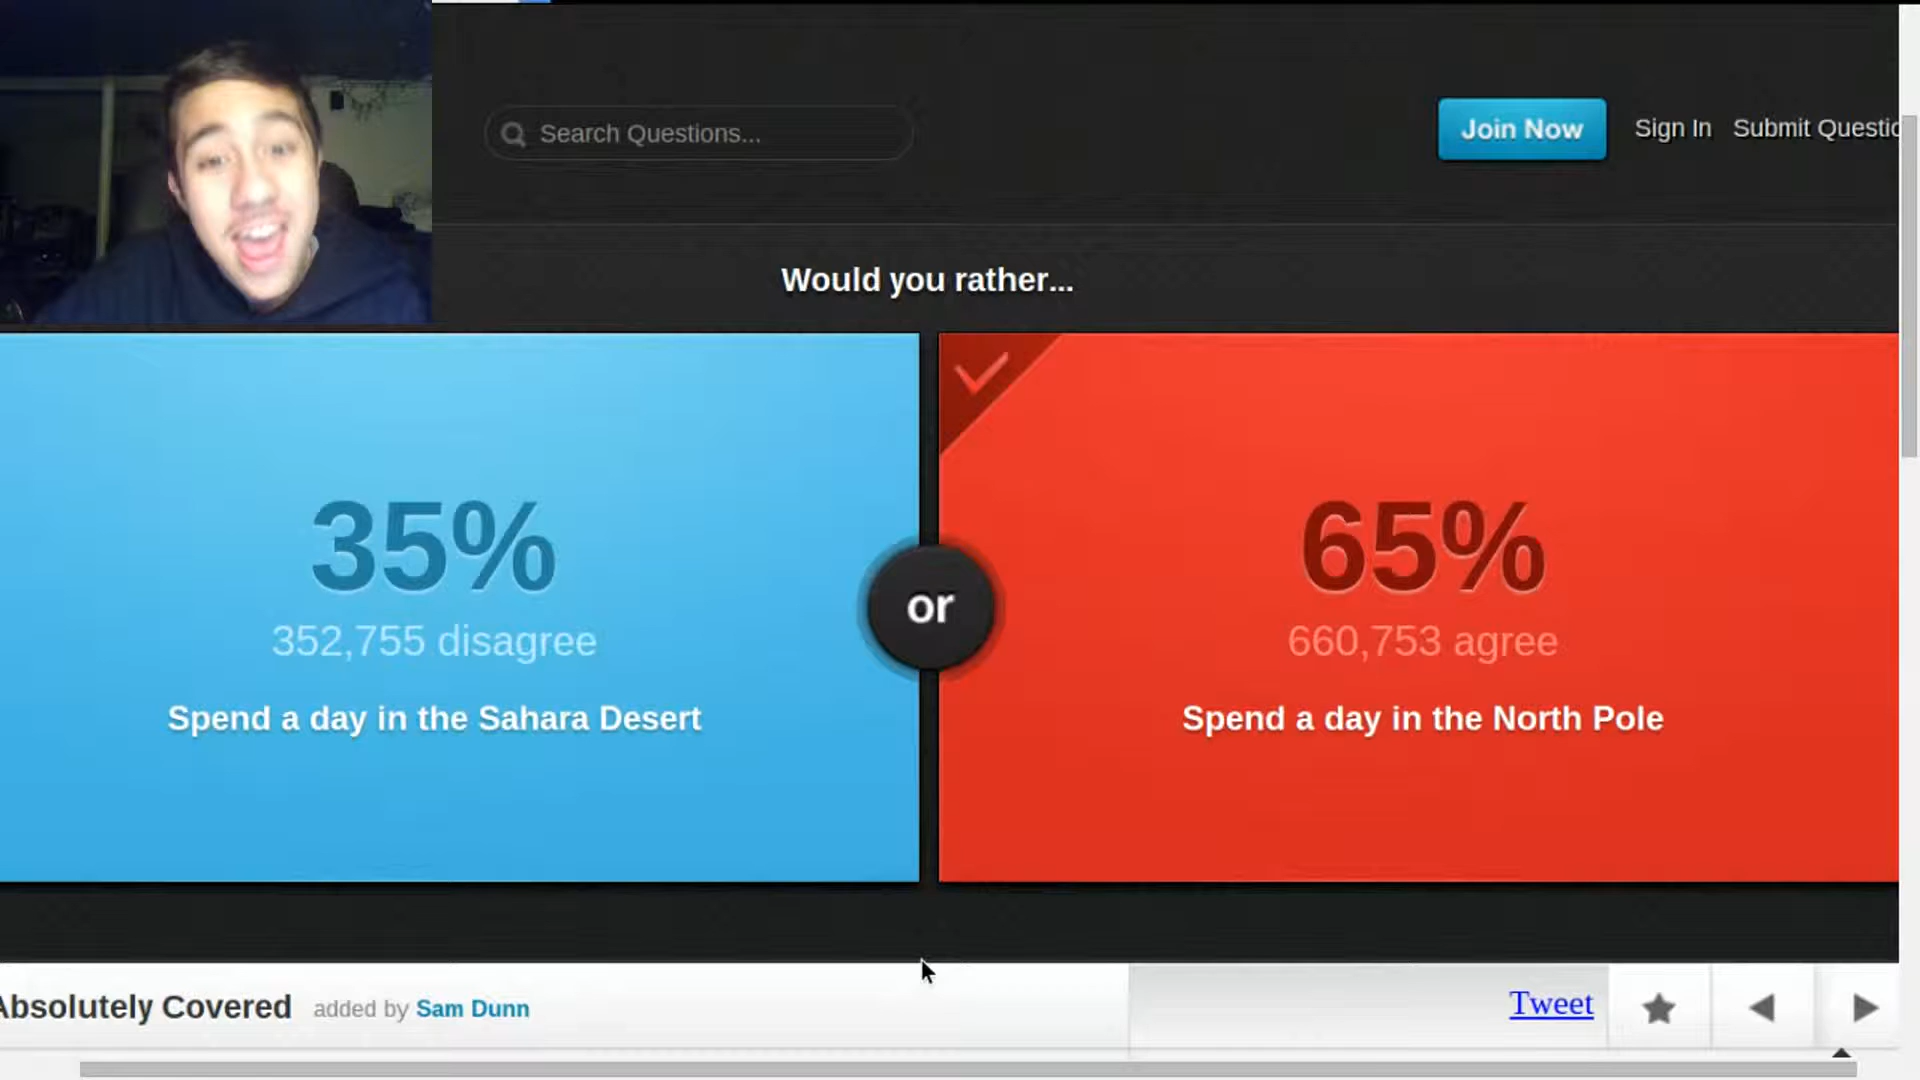 Search Questions...
Join Now
Sign In
Submit Questio
Would you rather...
35%
352,755 disagree
Spend a day in the Sahara Desert
or
65%
660,753 agree
Spend a day in the North Pole
Absolutely Covered
added by Sam Dunn
Tweet